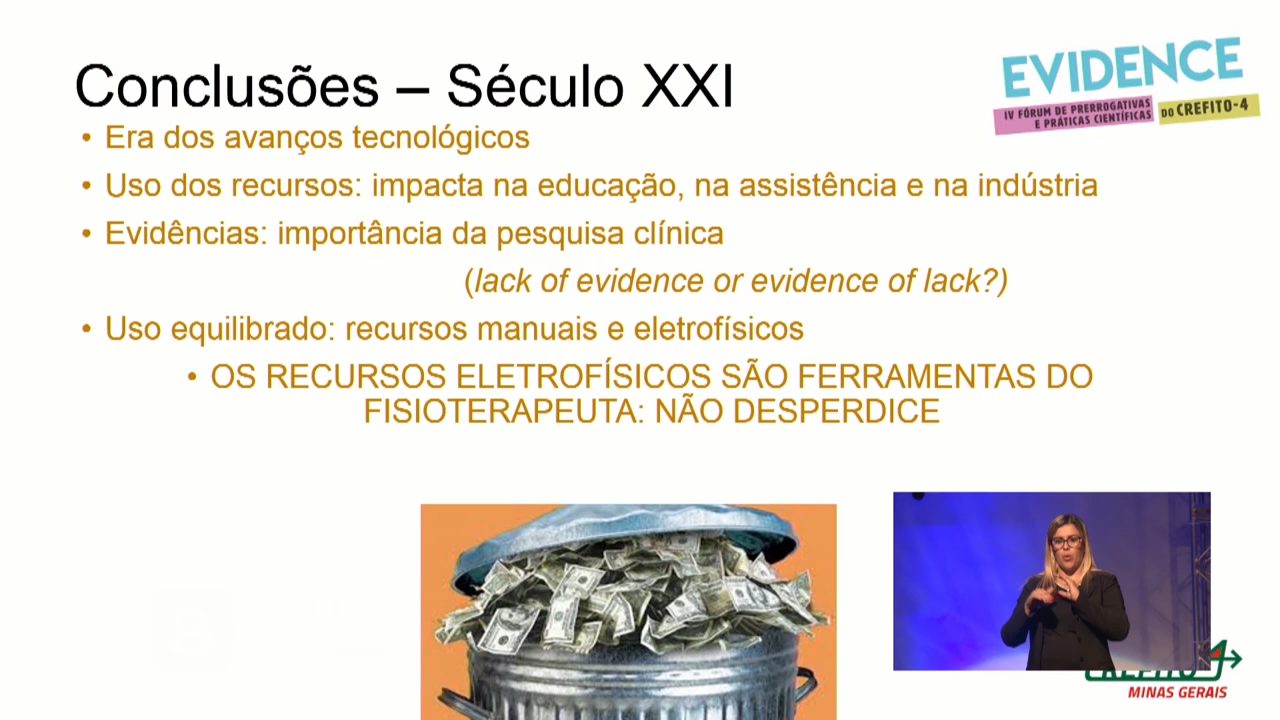 Conclusões – Século XXI
EVIDENCE
IV FÓRUM DE PRERROGATIVAS
E PRÁTICAS CIENTÍFICAS
DO CREFITO-4
• Era dos avanços tecnológicos
• Uso dos recursos: impacta na educação, na assistência e na indústria
• Evidências: importância da pesquisa clínica
(lack of evidence or evidence of lack?)
• Uso equilibrado: recursos manuais e eletrofísicos
• OS RECURSOS ELETROFÍSICOS SÃO FERRAMENTAS DO
FISIOTERAPEUTA: NÃO DESPERDICE
MINAS GERAIS